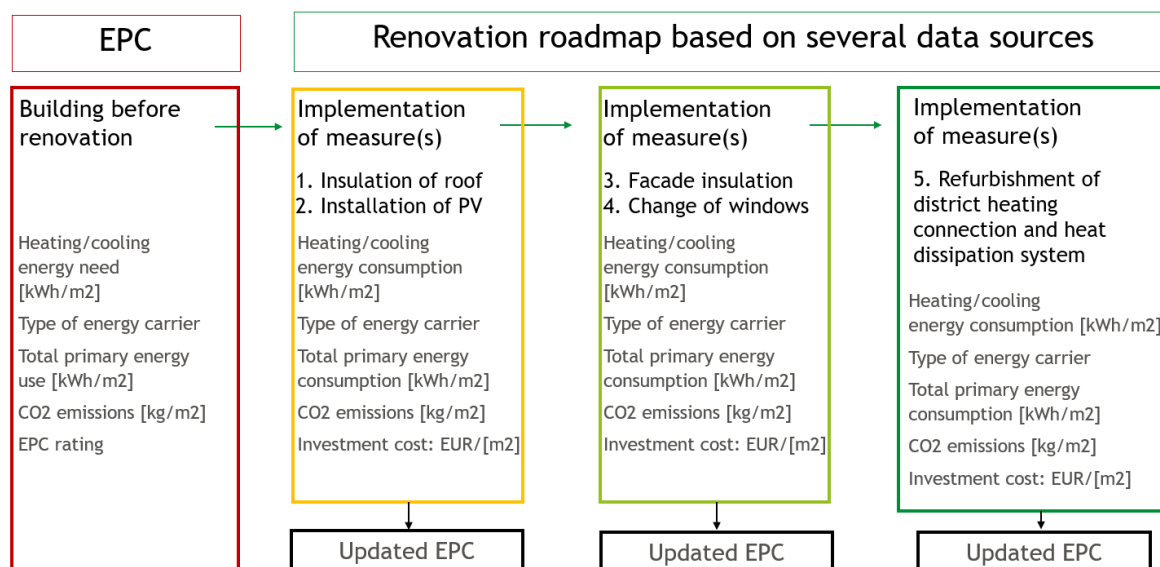 EPC
Renovation roadmap based on several data sources
Building before
renovation
Heating/cooling
energy need
[kWh/m2]
Type of energy carrier
Total primary energy
use [kWh/m2]
CO2 emissions [kg/m2]
EPC rating
Implementation
of measure(s)
1. Insulation of roof
2. Installation of PV
Heating/cooling
energy consumption
[kWh/m2]
Type of energy carrier
Total primary energy
consumption [kWh/m2]
CO2 emissions [kg/m2]
Investment cost: EUR/[m2]
Updated EPC
Implementation
of measure(s)
3. Facade insulation
4. Change of windows
Heating/cooling
energy consumption
[kWh/m2]
Type of energy carrier
Total primary energy
consumption [kWh/m2]
CO2 emissions [kg/m2]
Investment cost: EUR/[m2]
Updated EPC
Implementation
of measure(s)
5. Refurbishment of
district heating
connection and heat
dissipation system
Heating/cooling
energy consumption [kWh/m2]
Type of energy carrier
Total primary energy
consumption [kWh/m2]
CO2 emissions [kg/m2]
Investment cost: EUR/[m2]
Updated EPC